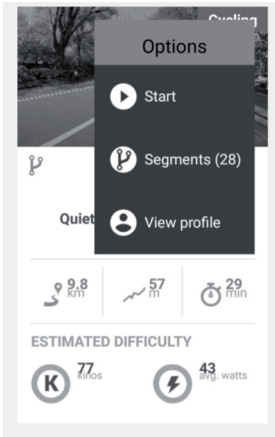 Cycling
Options
Start
Segments (28)
View profile
Quiet
9.8 km
57 m
29 min
ESTIMATED DIFFICULTY
K 77 kinos
43 avg. watts